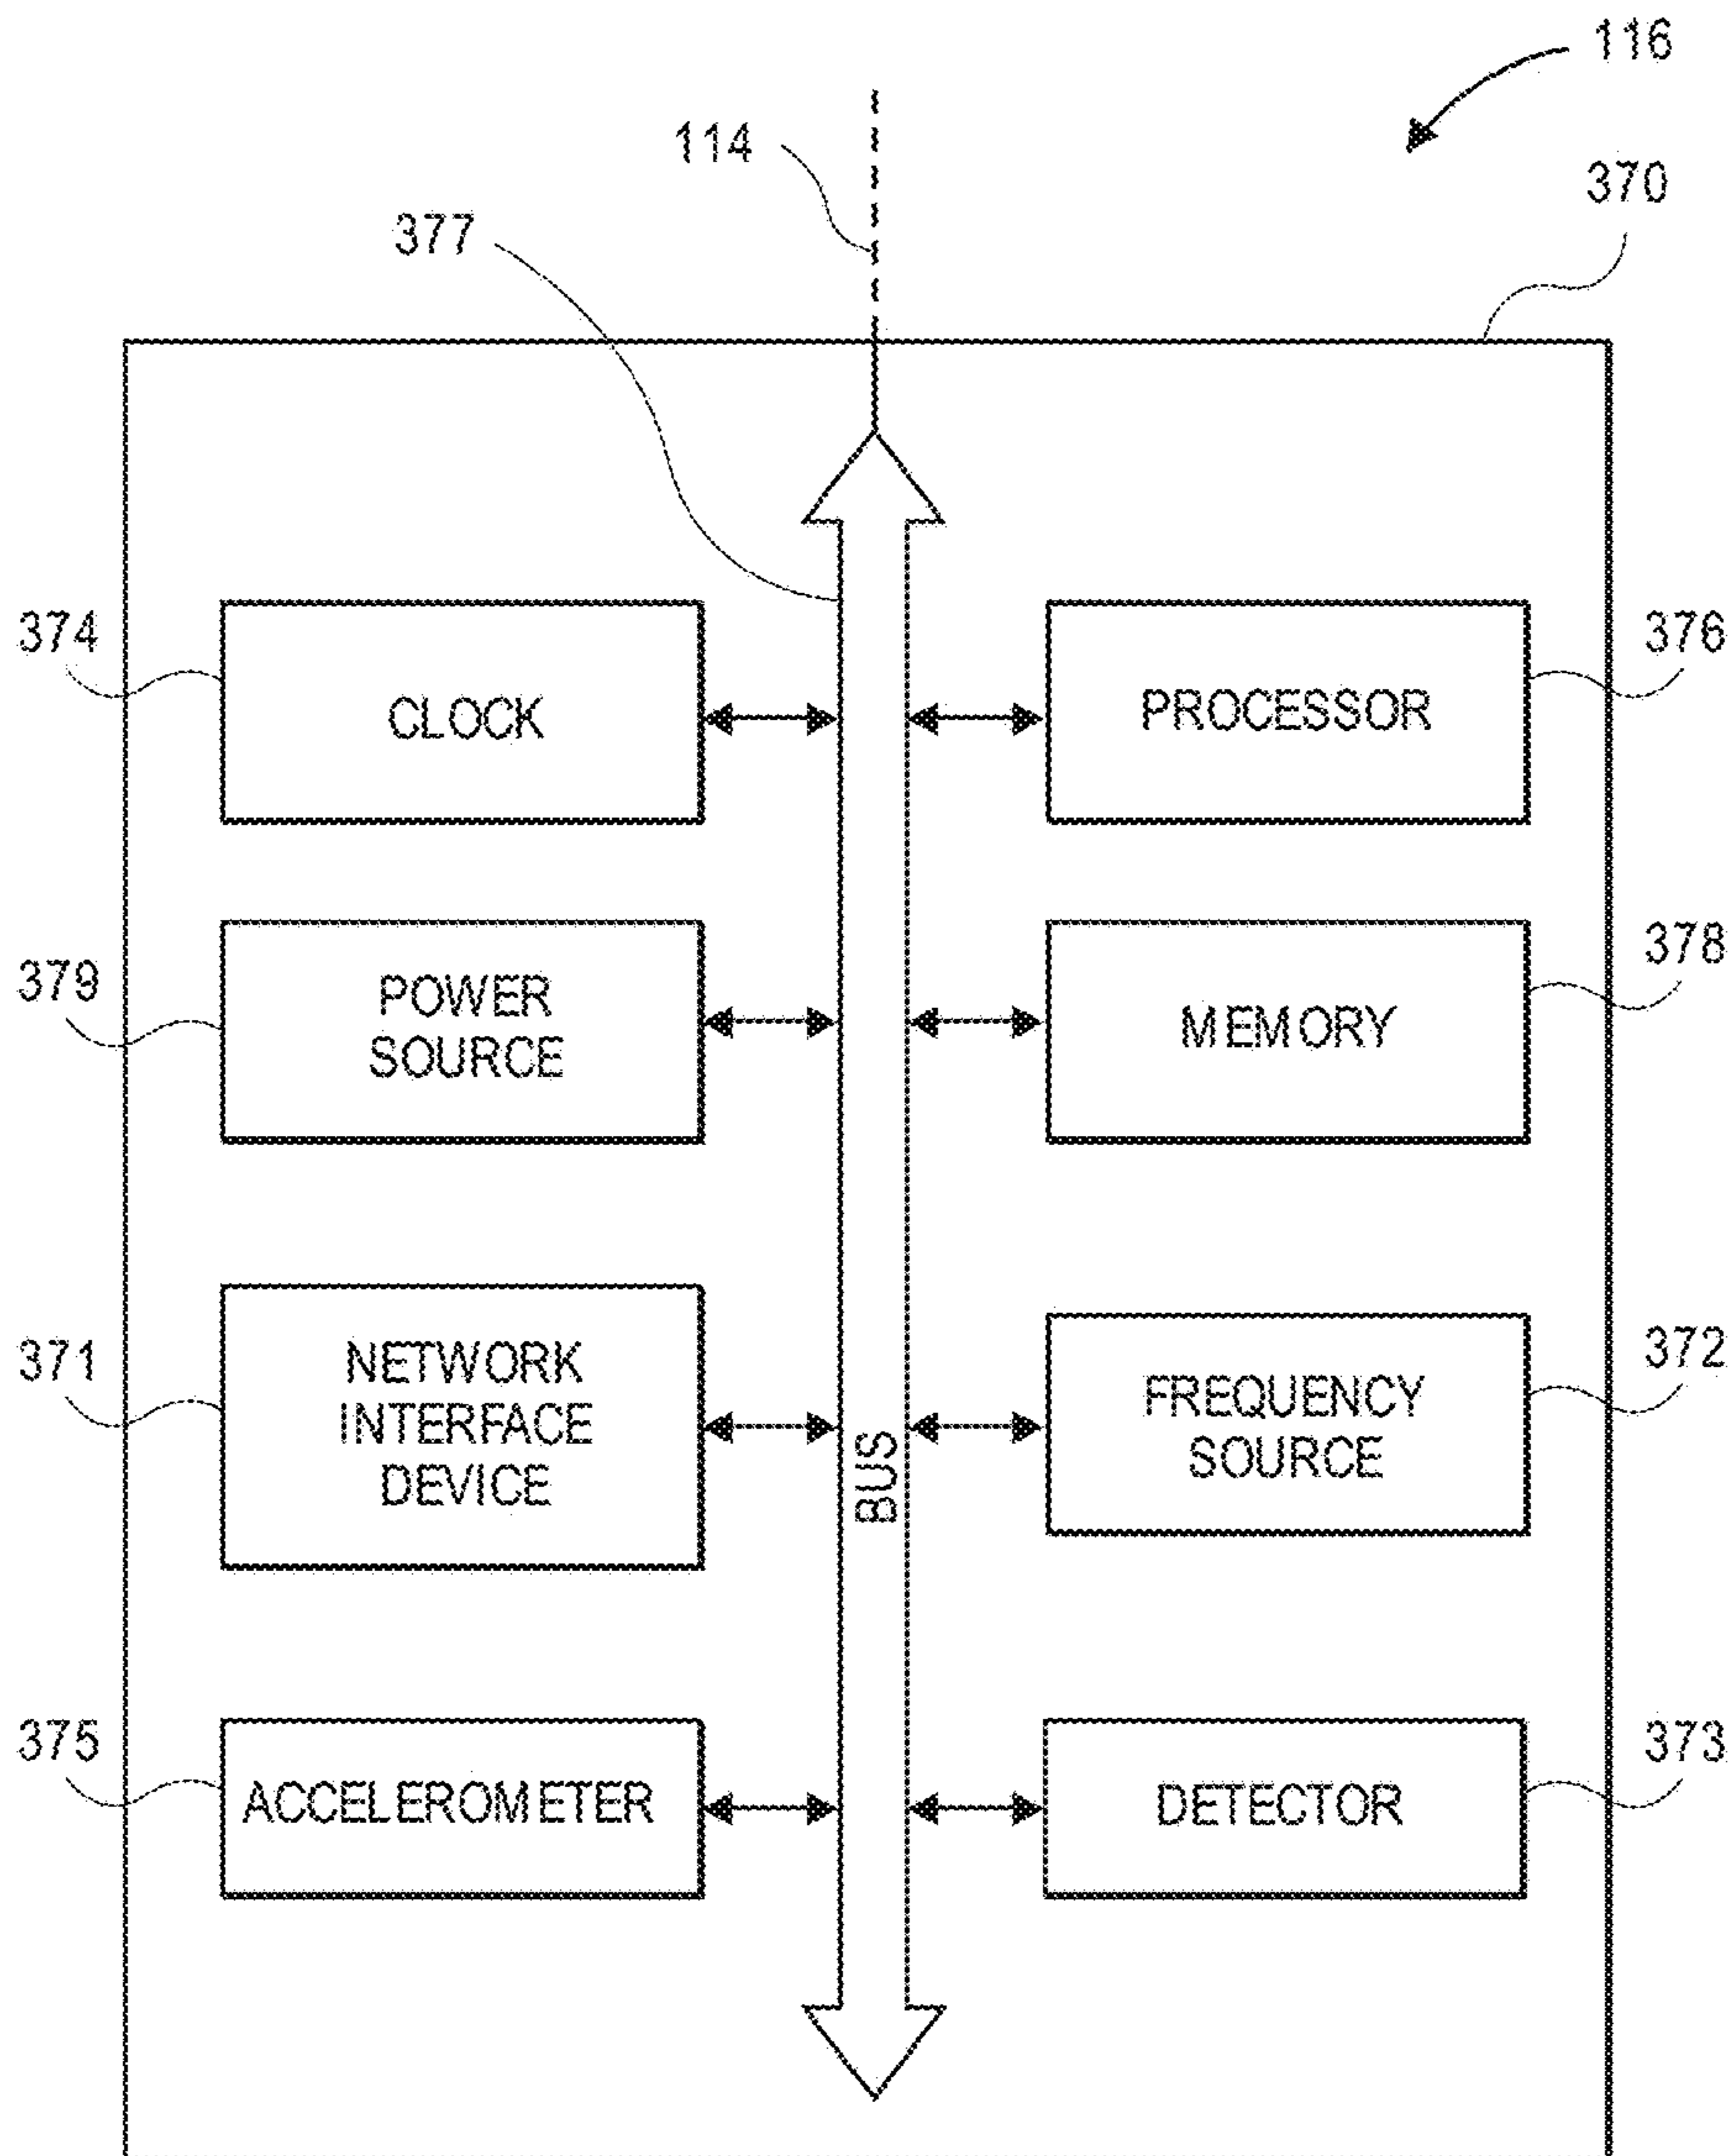 116
114
370
377
374
CLOCK
PROCESSOR
376
379
POWER
SOURCE
MEMORY
378
371
NETWORK
INTERFACE
DEVICE
BUS
FREQUENCY
SOURCE
372
375
ACCELEROMETER
DETECTOR
373